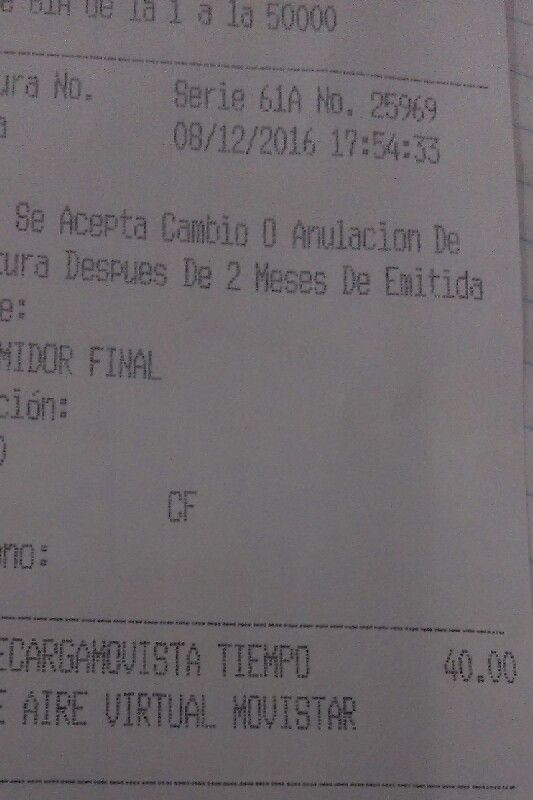 e 61A de la 1 a la 50000
ura No. Serie 61A No. 25969
a 08/12/2016 17:54:33
Se Acepta Cambio O Anulacion De
tura Despues De 2 Meses De Emitida
e:
MIDOR FINAL
ción:
)
CF
ono:
ECARGAMOVISTA TIEMPO 40.00
E AIRE VIRTUAL MOVISTAR